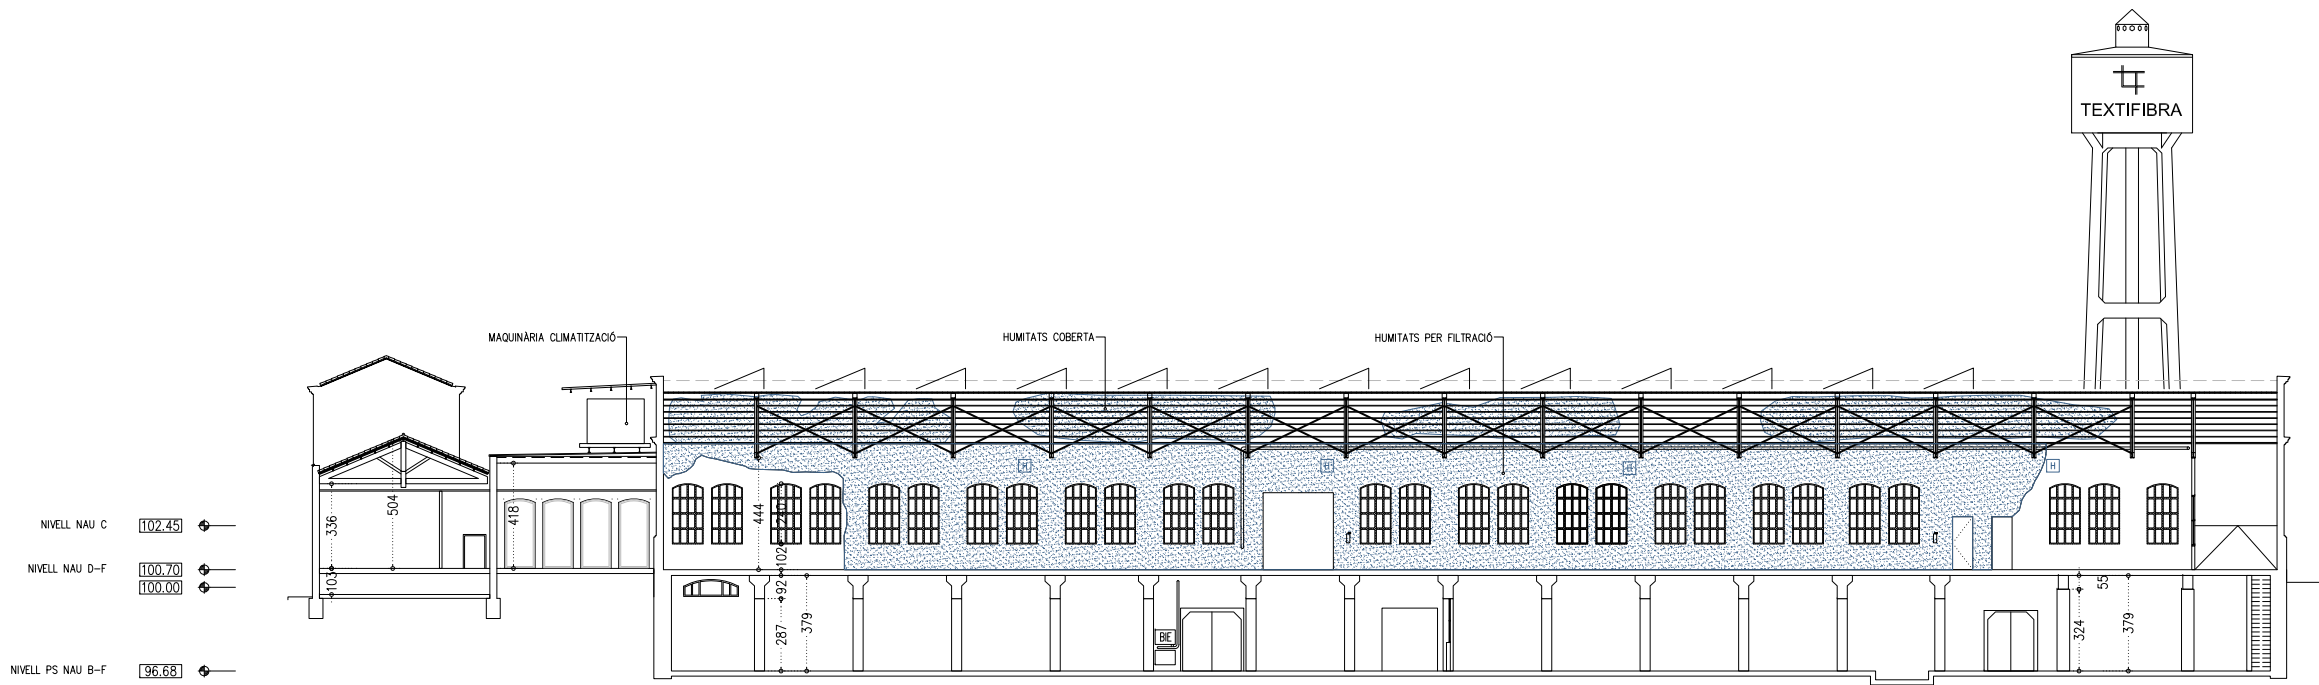 TEXTIFIBRA
MAQUINÀRIA CLIMATITZACIÓ
HUMITATS COBERTA
HUMITATS PER FILTRACIÓ
H
H
H
H
504
336
418
444
240
102
103
92
287
379
BIE
55
324
379
NIVELL NAU C 102.45
NIVELL NAU D-F 100.70
100.00
NIVELL PS NAU B-F 96.68